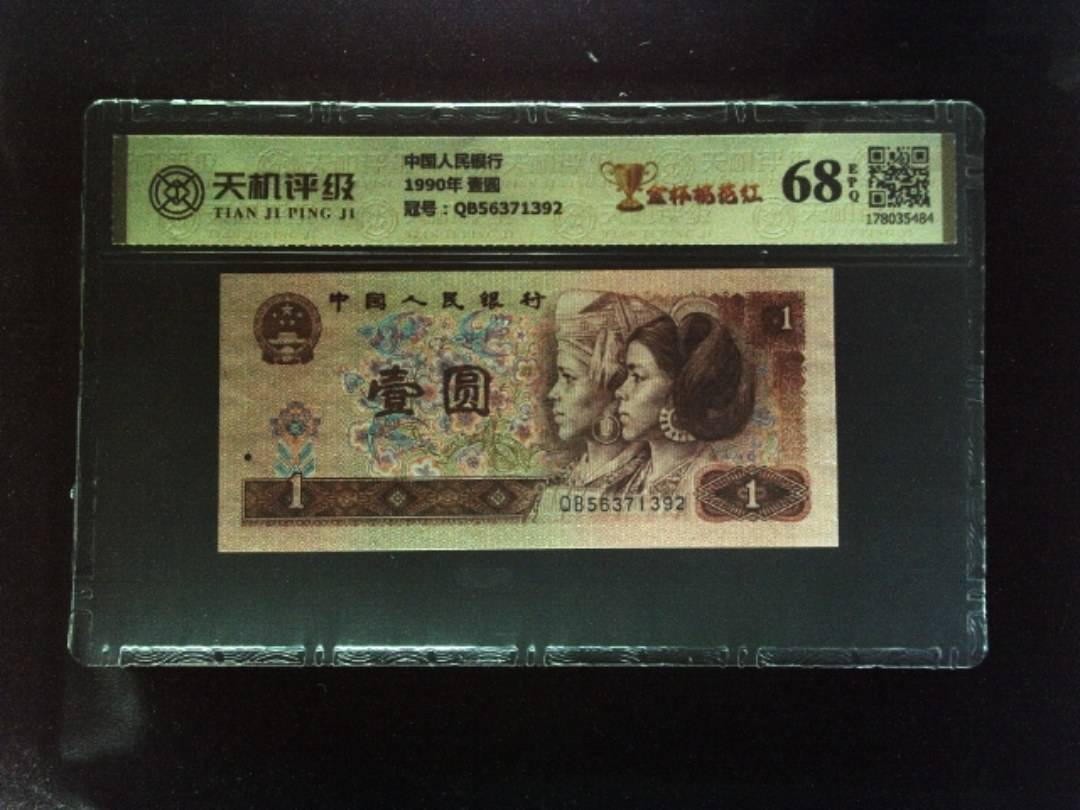 天机评级
TIAN JI PING JI
中国人民银行
1990年 壹圆
冠号：QB56371392
金杯桃花红
68
EPQ
178035484
中国人民银行
1
壹圆
1
QB56371392
1